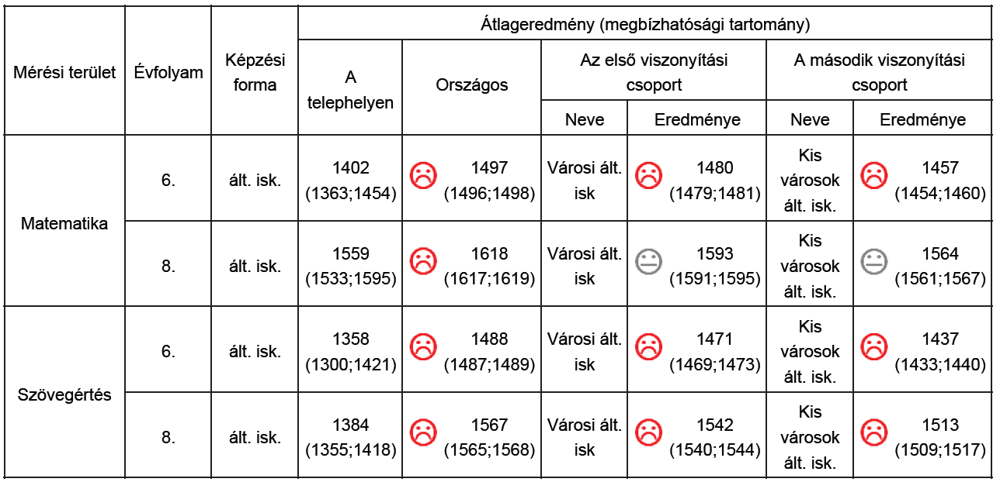 Mérési terület
Évfolyam
Képzési
forma
Átlageredmény (megbízhatósági tartomány)
A
telephelyen
Országos
Az első viszonyítási
csoport
A második viszonyítási
csoport
Neve
Eredménye
Neve
Eredménye
Matematika
6.
ált. isk.
1402
(1363;1454)
1497
(1496;1498)
Városi ált.
isk
1480
(1479;1481)
Kis
városok
ált. isk.
1457
(1454;1460)
8.
ált. isk.
1559
(1533;1595)
1618
(1617;1619)
Városi ált.
isk
1593
(1591;1595)
Kis
városok
ált. isk.
1564
(1561;1567)
Szövegértés
6.
ált. isk.
1358
(1300;1421)
1488
(1487;1489)
Városi ált.
isk
1471
(1469;1473)
Kis
városok
ált. isk.
1437
(1433;1440)
8.
ált. isk.
1384
(1355;1418)
1567
(1565;1568)
Városi ált.
isk
1542
(1540;1544)
Kis
városok
ált. isk.
1513
(1509;1517)